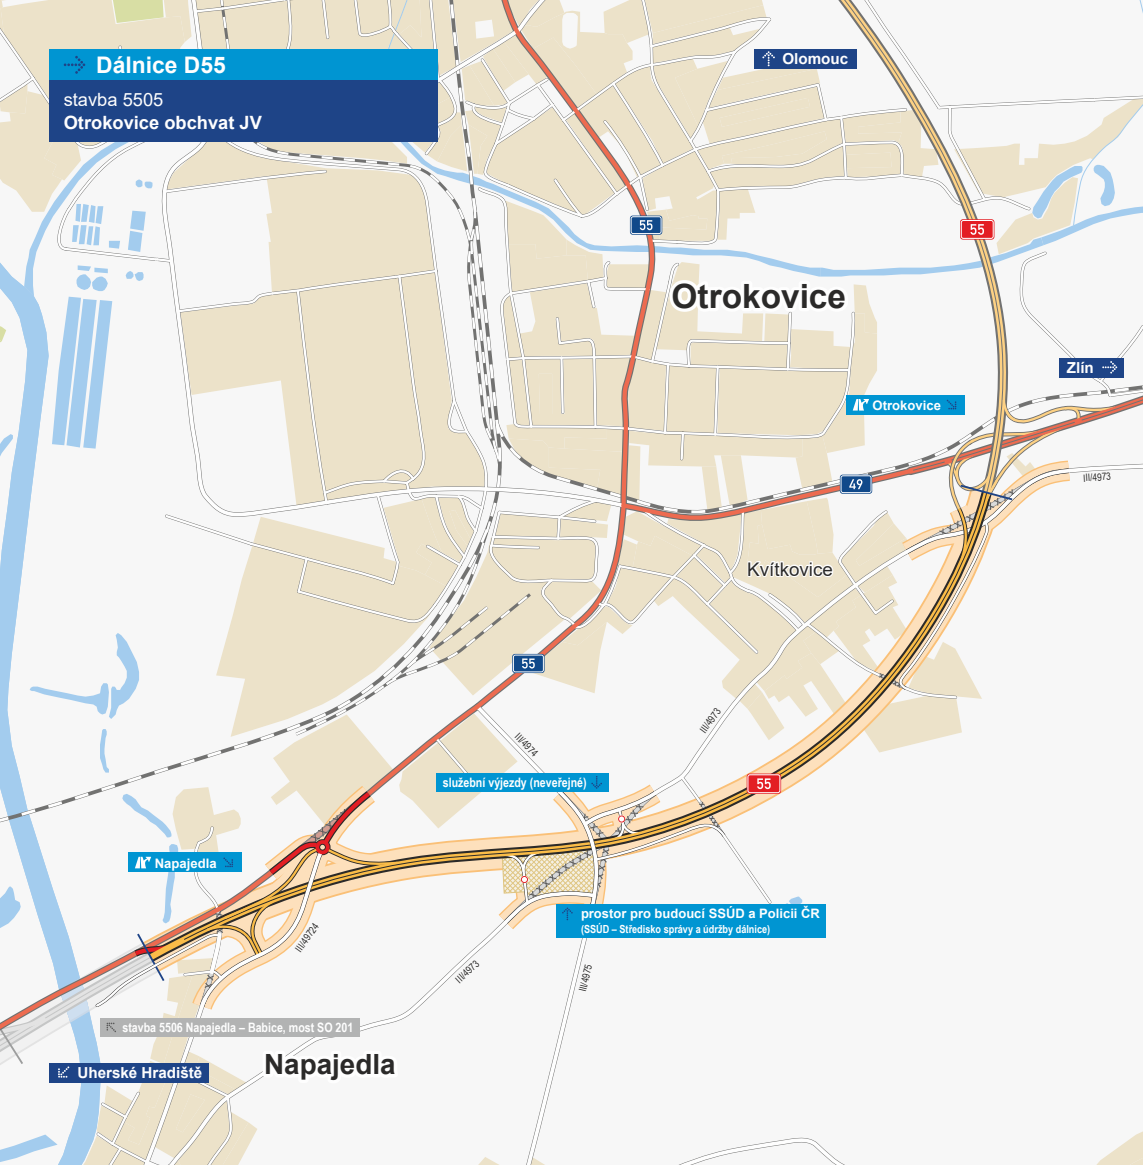 Dálnice D55
stavba 5505
Otrokovice obchvat JV
Olomouc
55
55
Otrokovice
Zlín
Otrokovice
49
III/4973
Kvítkovice
55
III/4973
III/4974
služební výjezdy (neveřejné)
55
Napajedla
prostor pro budoucí SSÚD a Policii ČR
(SSÚD – Středisko správy a údržby dálnice)
III/49724
III/4973
III/4975
stavba 5506 Napajedla – Babice, most SO 201
Napajedla
Uherské Hradiště